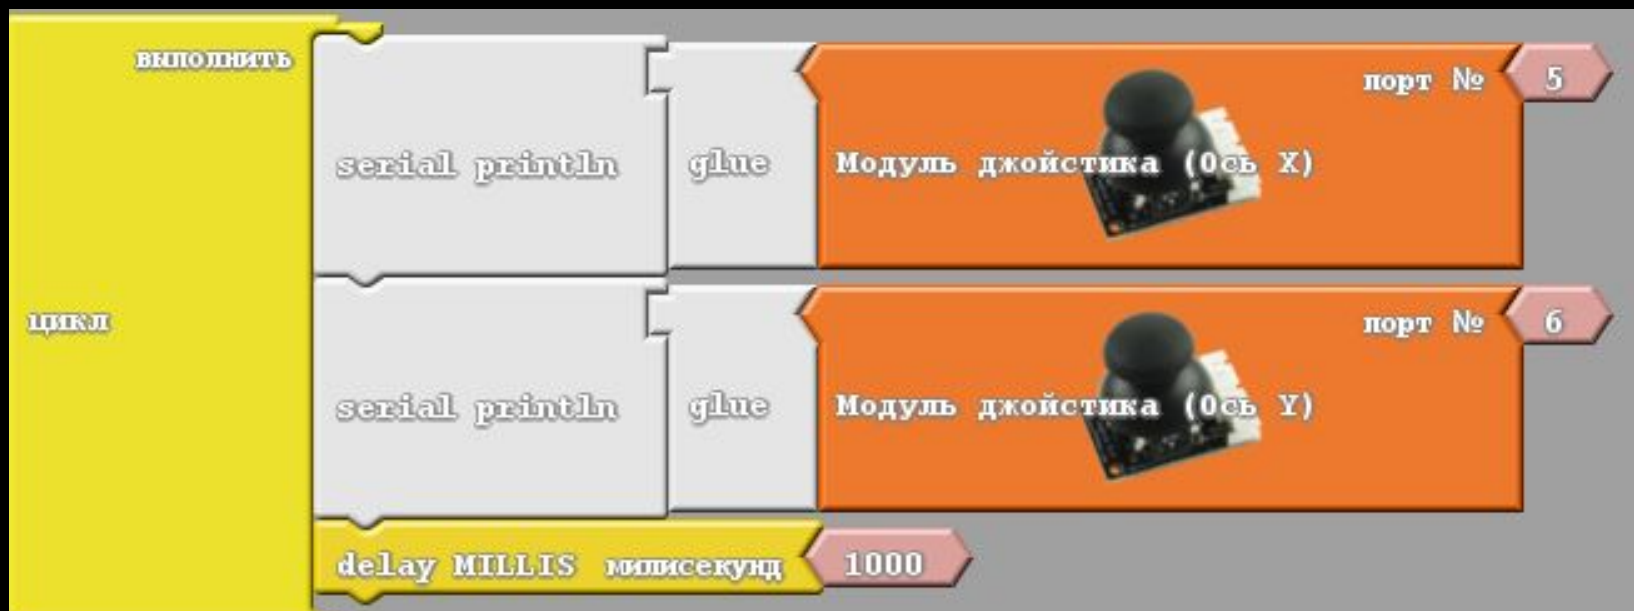 выполнить
порт № 5
serial println glue Модуль джойстика (Ось X)
цикл
порт № 6
serial println glue Модуль джойстика (Ось Y)
delay MILLIS милисекунд 1000